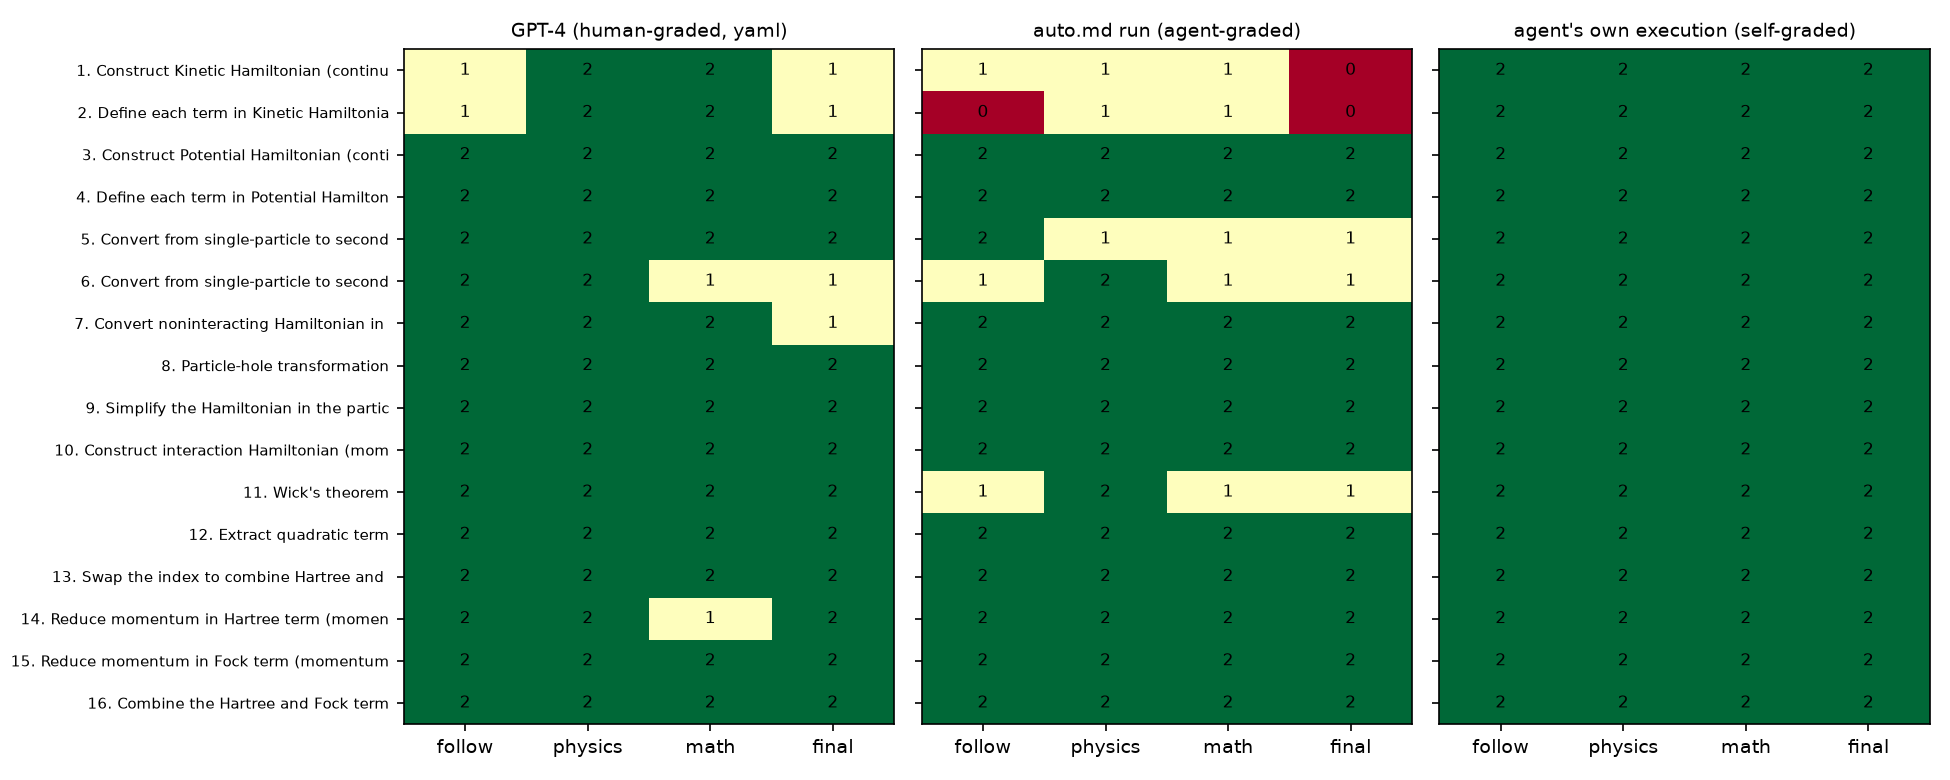 GPT-4 (human-graded, yaml) auto.md run (agent-graded) agent's own execution (self-graded)
1. Construct Kinetic Hamiltonian (continu 1 2 2 1 1 1 1 0 2 2 2 2
2. Define each term in Kinetic Hamiltonia 1 2 2 1 0 1 1 0 2 2 2 2
3. Construct Potential Hamiltonian (conti 2 2 2 2 2 2 2 2 2 2 2 2
4. Define each term in Potential Hamilton 2 2 2 2 2 2 2 2 2 2 2 2
5. Convert from single-particle to second 2 2 2 2 2 1 1 1 2 2 2 2
6. Convert from single-particle to second 2 2 1 1 1 2 1 1 2 2 2 2
7. Convert noninteracting Hamiltonian in 2 2 2 1 2 2 2 2 2 2 2 2
8. Particle-hole transformation 2 2 2 2 2 2 2 2 2 2 2 2
9. Simplify the Hamiltonian in the partic 2 2 2 2 2 2 2 2 2 2 2 2
10. Construct interaction Hamiltonian (mom 2 2 2 2 2 2 2 2 2 2 2 2
11. Wick's theorem 2 2 2 2 1 2 1 1 2 2 2 2
12. Extract quadratic term 2 2 2 2 2 2 2 2 2 2 2 2
13. Swap the index to combine Hartree and 2 2 2 2 2 2 2 2 2 2 2 2
14. Reduce momentum in Hartree term (momen 2 2 1 2 2 2 2 2 2 2 2 2
15. Reduce momentum in Fock term (momentum 2 2 2 2 2 2 2 2 2 2 2 2
16. Combine the Hartree and Fock term 2 2 2 2 2 2 2 2 2 2 2 2
follow physics math final follow physics math final follow physics math final